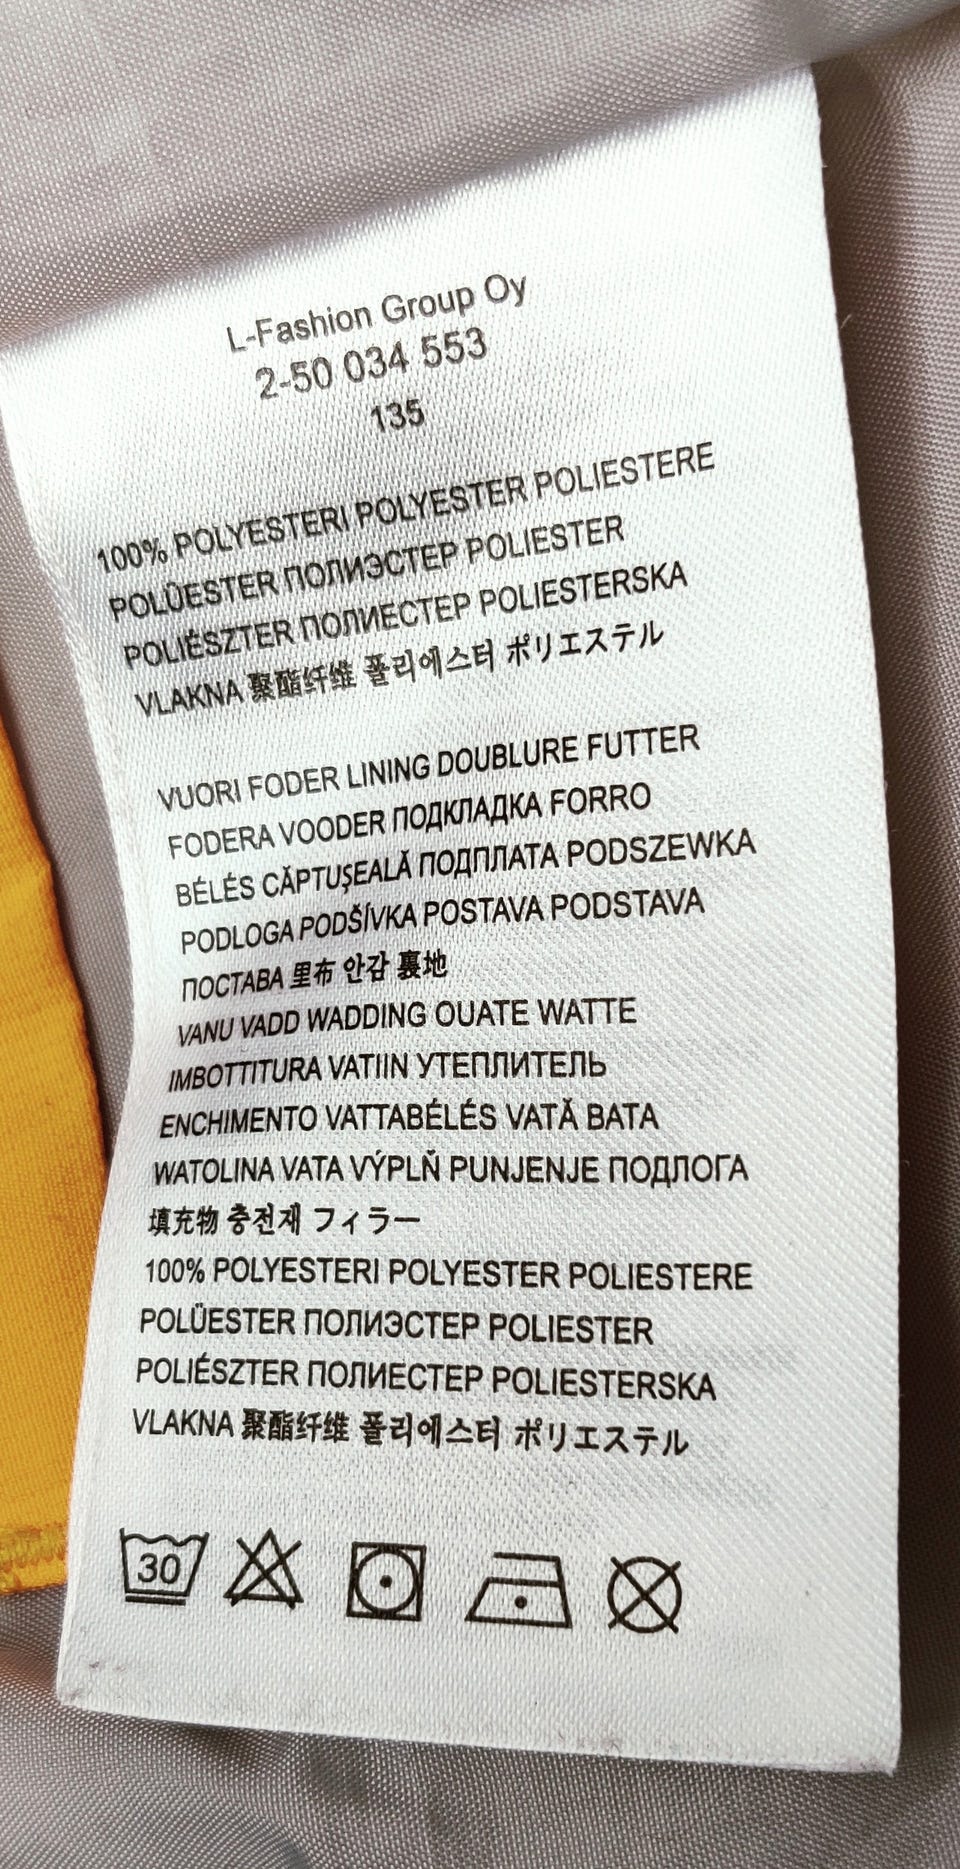 L-Fashion Group Oy
2-50 034 553
135
100% POLYESTERI POLYESTER POLIESTERE
POLÜESTER ПОЛИЭСТЕР POLIESTER
POLIÉSZTER ПОЛИЕСТЕР POLIESTERSKA
VLAKNA 聚酯纤维 폴리에스터 ポリエステル
VUORI FODER LINING DOUBLURE FUTTER
FODERA VOODER ПОДКЛАДКА FORRO
BÉLÉS CĂPTUŞEALĂ ПОДПЛАТА PODSZEWKA
PODLOGA PODŠÍVKA POSTAVA PODSTAVA
ПОСТАВА 里布 안감 裏地
VANU VADD WADDING OUATE WATTE
IMBOTTITURA VATIIN УТЕПЛИТЕЛЬ
ENCHIMENTO VATTABÉLÉS VATĂ ВАТА
WATOLINA VATA VÝPLŇ PUNJENJE ПОДЛОГА
填充物 충전재 フィラー
100% POLYESTERI POLYESTER POLIESTERE
POLÜESTER ПОЛИЭСТЕР POLIESTER
POLIÉSZTER ПОЛИЕСТЕР POLIESTERSKA
VLAKNA 聚酯纤维 폴리에스터 ポリエステル
30